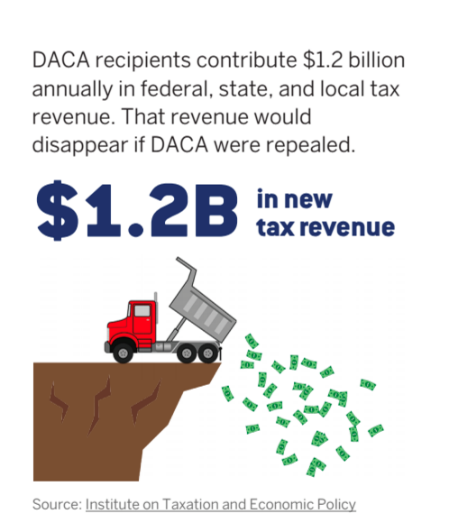 DACA recipients contribute $1.2 billion
annually in federal, state, and local tax
revenue. That revenue would
disappear if DACA were repealed.
$1.2B in new
tax revenue
Source: Institute on Taxation and Economic Policy